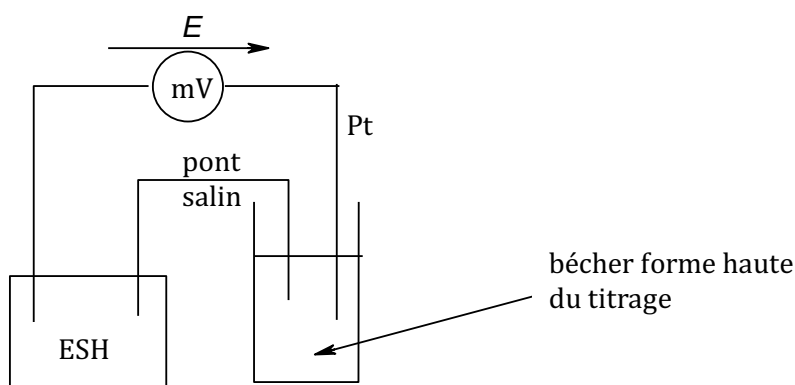 E
mV
Pt
pont
salin
bécher forme haute
du titrage
ESH